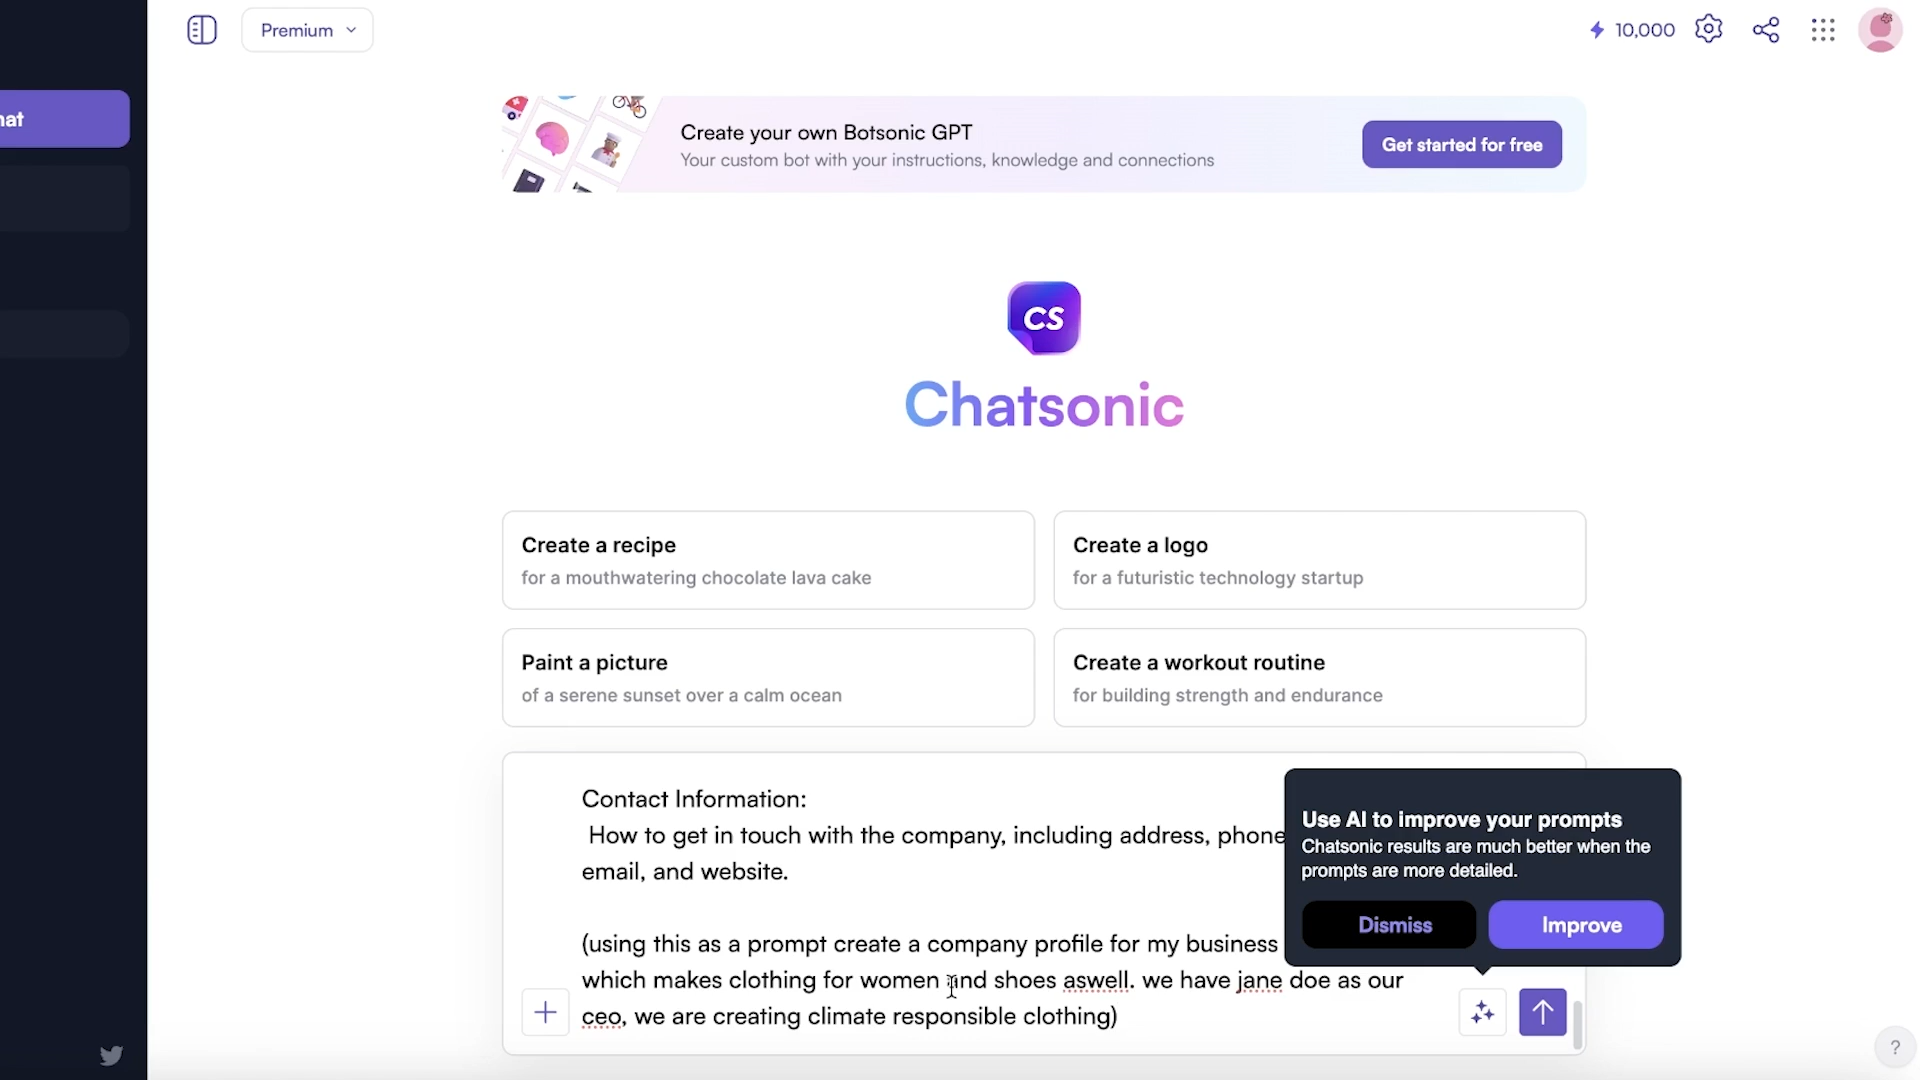 Premium
10,000
hat
Create your own Botsonic GPT
Your custom bot with your instructions, knowledge and connections
Get started for free
CS
Chatsonic
Create a recipe
for a mouthwatering chocolate lava cake
Create a logo
for a futuristic technology startup
Paint a picture
of a serene sunset over a calm ocean
Create a workout routine
for building strength and endurance
Contact Information:
How to get in touch with the company, including address, phone
email, and website.
(using this as a prompt create a company profile for my business
which makes clothing for women and shoes aswell. we have jane doe as our
ceo, we are creating climate responsible clothing)
Use AI to improve your prompts
Chatsonic results are much better when the
prompts are more detailed.
Dismiss
Improve
?